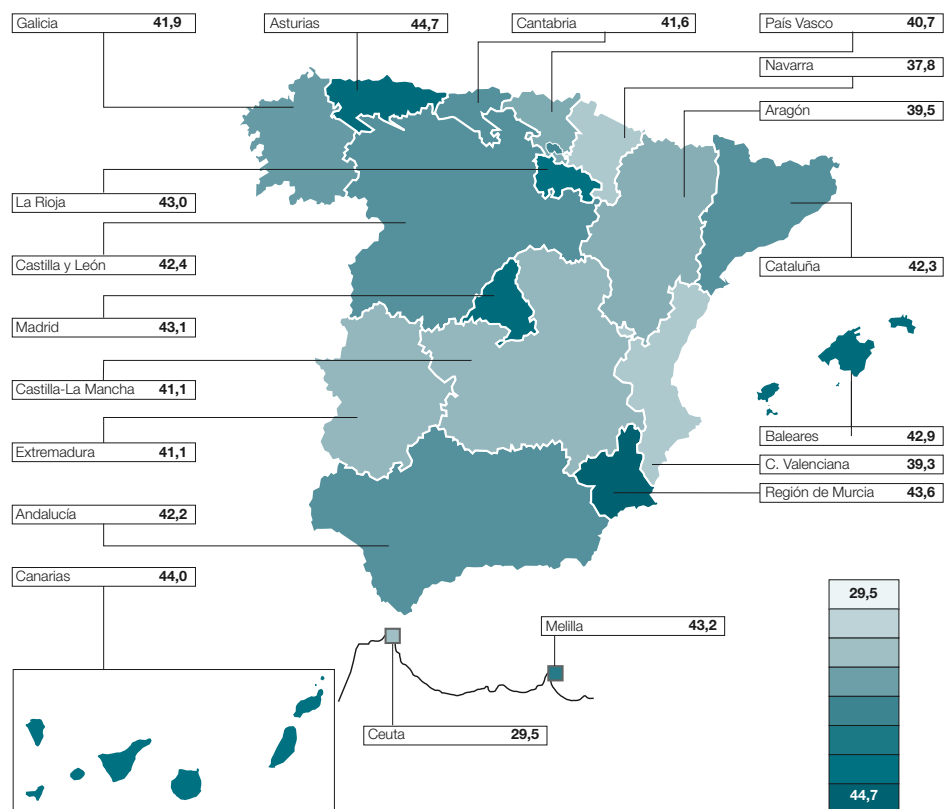 Galicia 41,9
Asturias 44,7
Cantabria 41,6
País Vasco 40,7
Navarra 37,8
Aragón 39,5
La Rioja 43,0
Castilla y León 42,4
Cataluña 42,3
Madrid 43,1
Castilla-La Mancha 41,1
Baleares 42,9
Extremadura 41,1
C. Valenciana 39,3
Región de Murcia 43,6
Andalucía 42,2
Canarias 44,0
29,5
Melilla 43,2
Ceuta 29,5
44,7